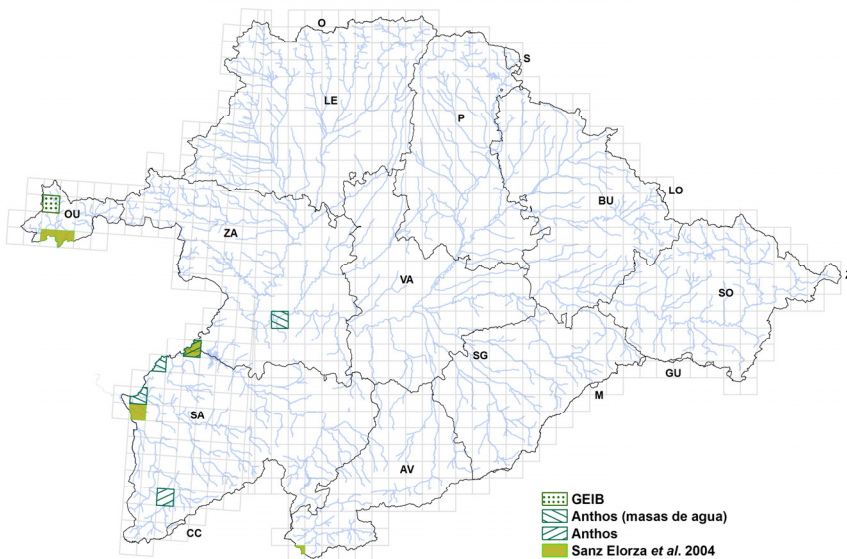 O
S
LE
P
LO
BU
OU
ZA
VA
SO
Z
SG
GU
M
SA
AV
CC
GEIB
Anthos (masas de agua)
Anthos
Sanz Elorza et al. 2004